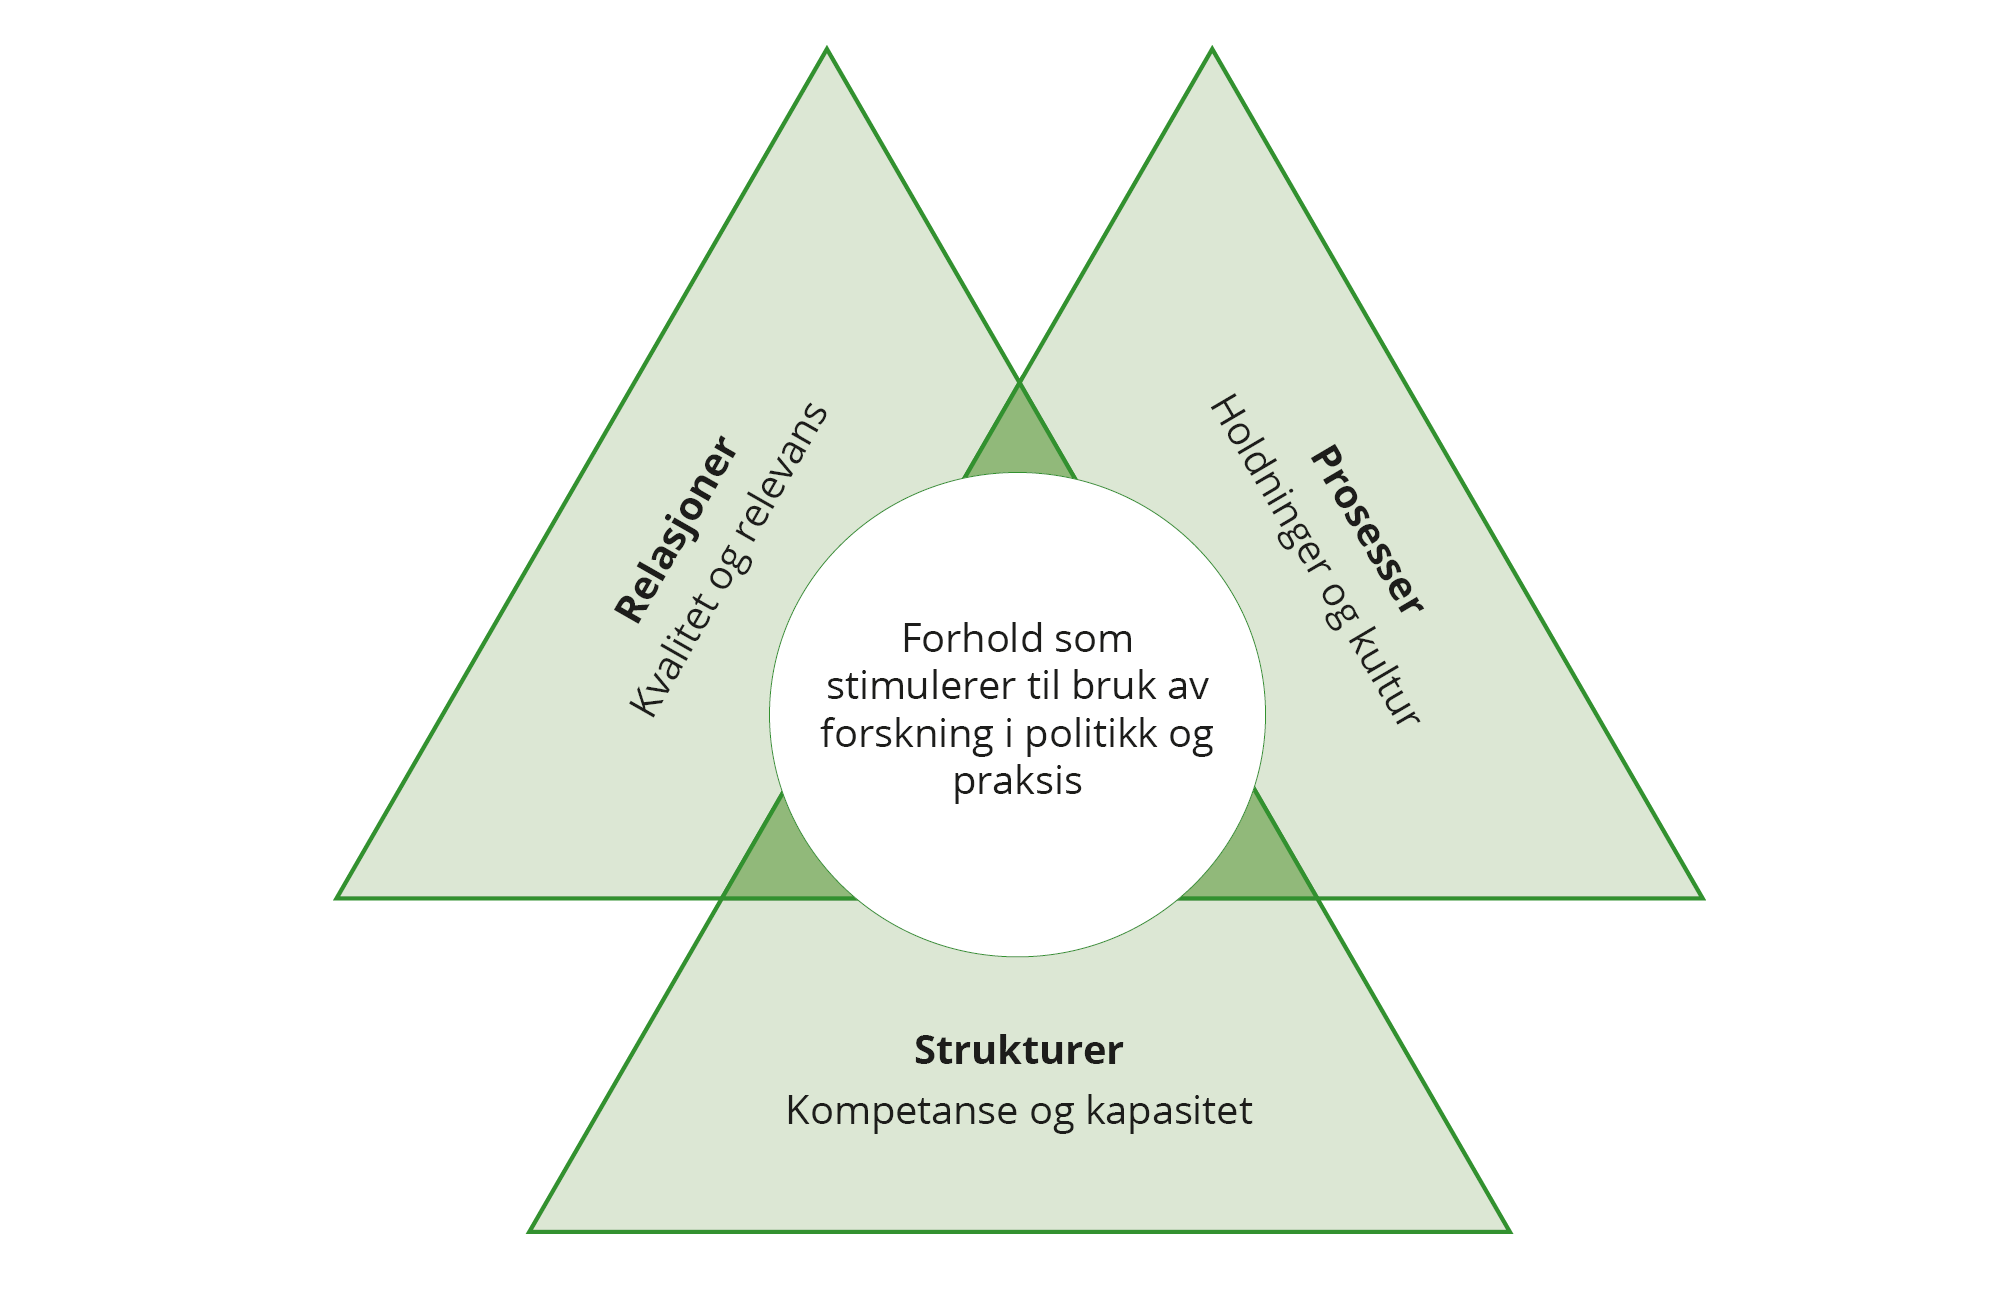 Relasjoner
Kvalitet og relevans
Prosesser
Holdninger og kultur
Forhold som
stimulerer til bruk av
forskning i politikk og
praksis
Strukturer
Kompetanse og kapasitet